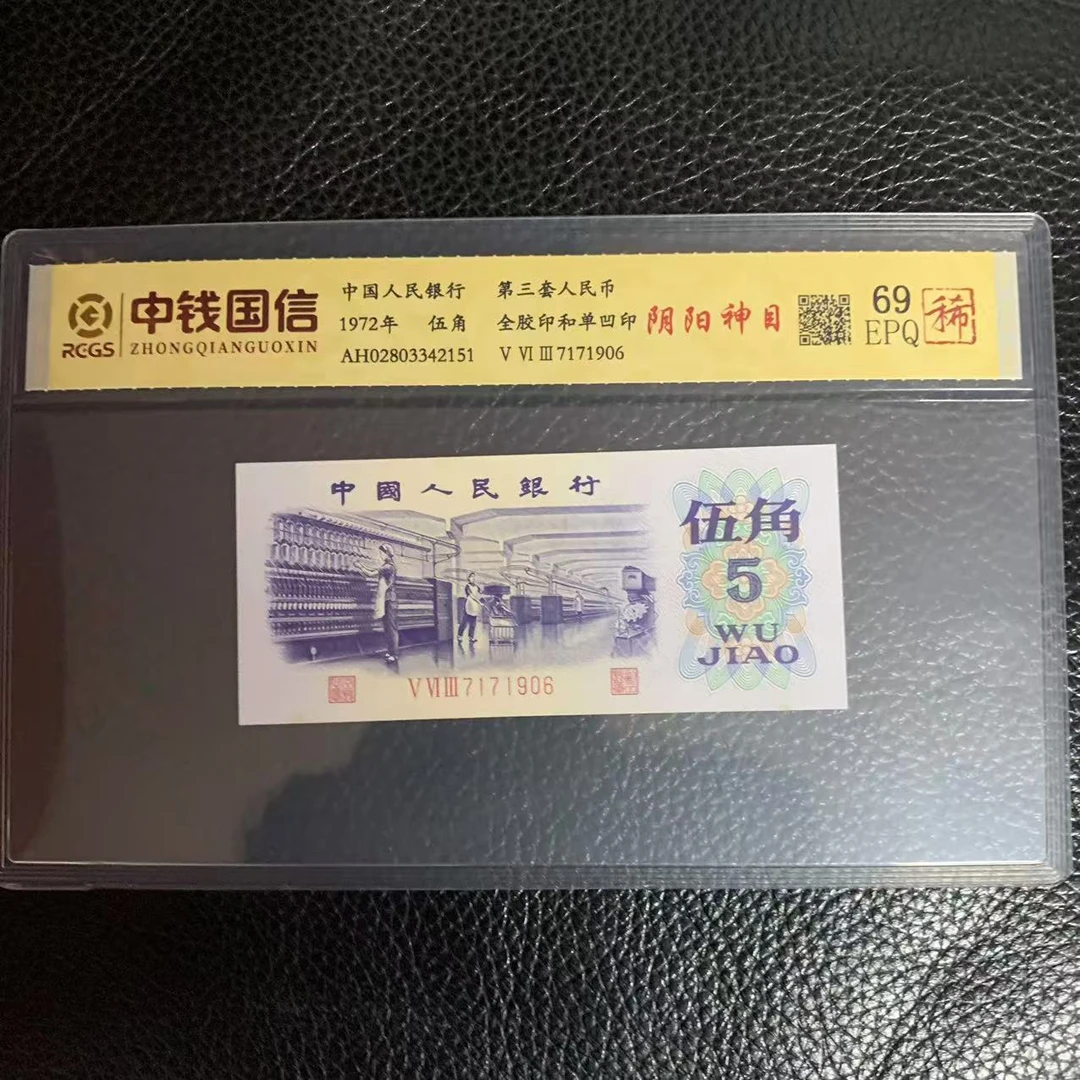 RCGS
中钱国信
ZHONGQIANGUOXIN
中国人民银行 第三套人民币
1972年 伍角 全胶印和单凹印
AH02803342151 Ⅴ Ⅵ Ⅲ7171906
阴阳神目
69
EPQ
稀
中國人民銀行
伍角
5
WU
JIAO
Ⅴ Ⅵ Ⅲ 7171906